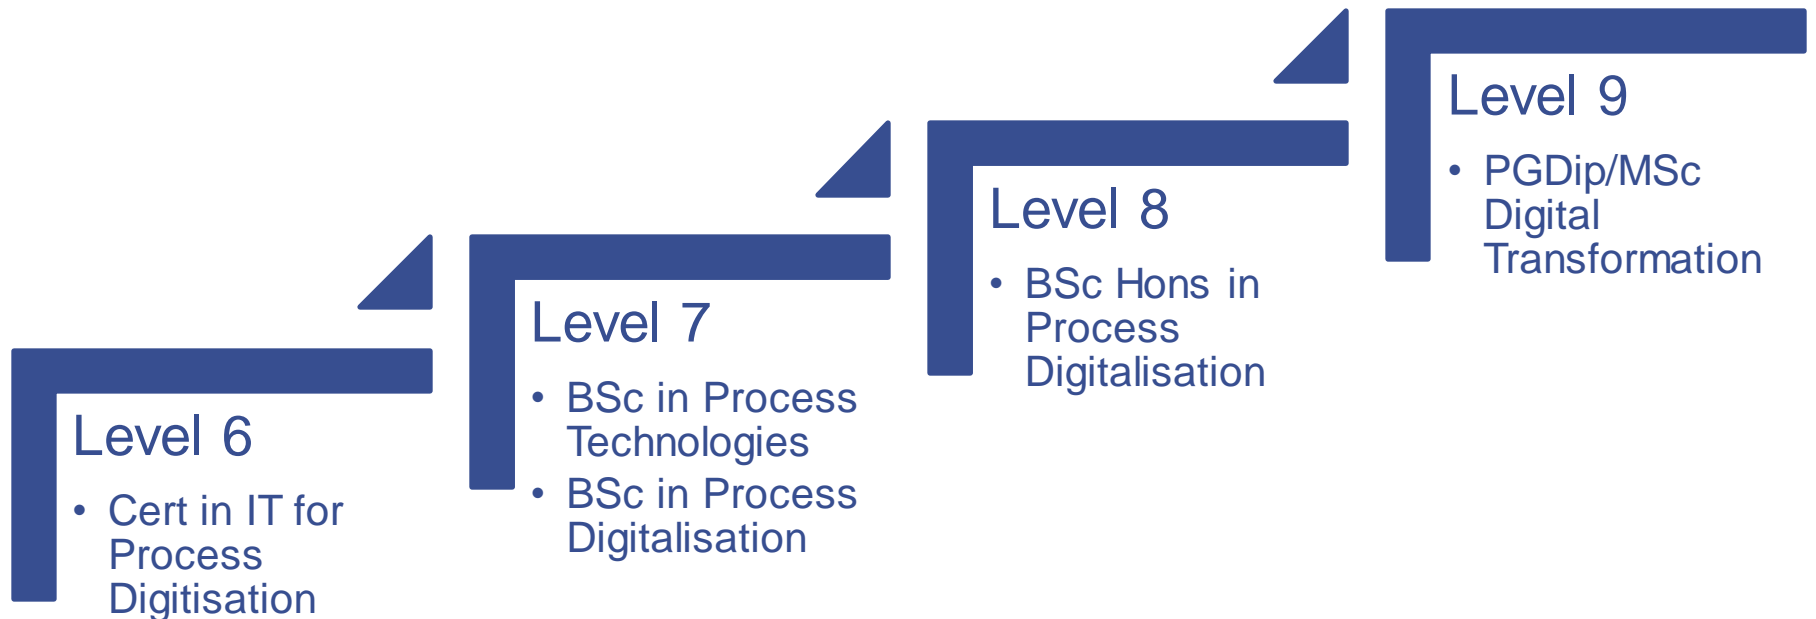 Level 6
• Cert in IT for
Process
Digitisation
Level 7
• BSc in Process
Technologies
• BSc in Process
Digitalisation
Level 8
• BSc Hons in
Process
Digitalisation
Level 9
• PGDip/MSc
Digital
Transformation